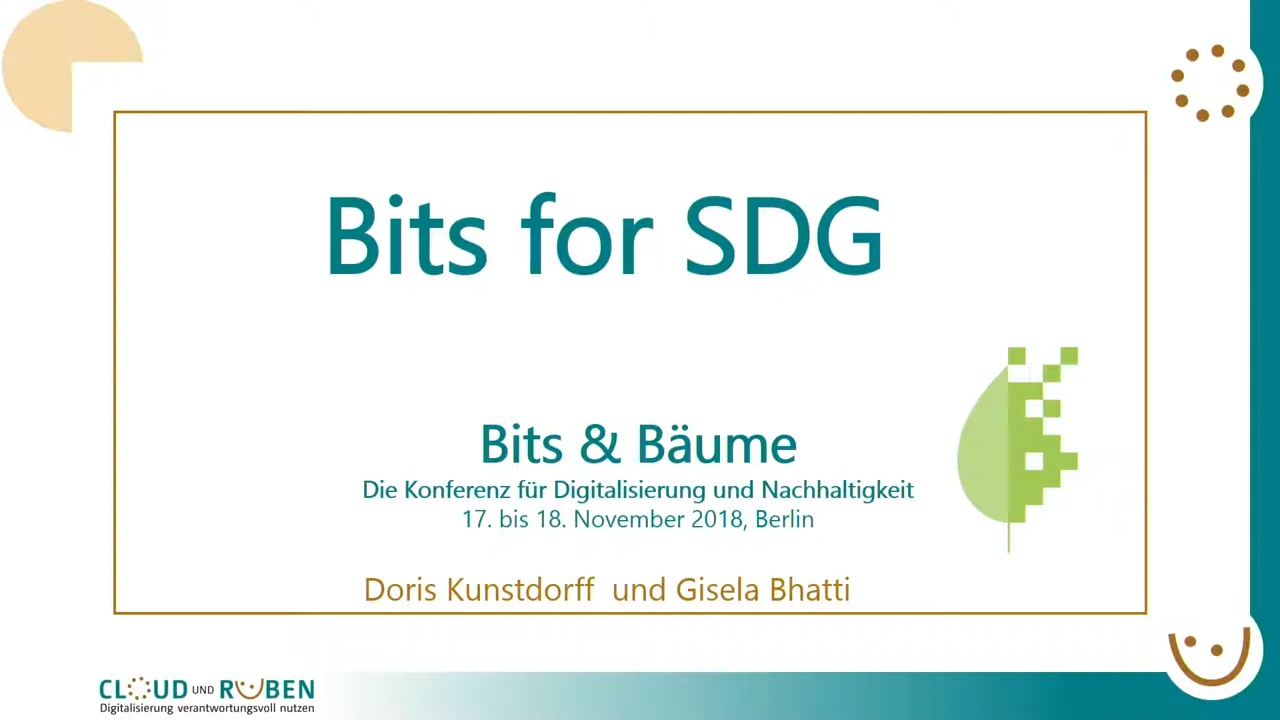 Bits for SDG
Bits & Bäume
Die Konferenz für Digitalisierung und Nachhaltigkeit
17. bis 18. November 2018, Berlin
Doris Kunstdorff und Gisela Bhatti
CLOUD UND RUBEN
Digitalisierung verantwortungsvoll nutzen